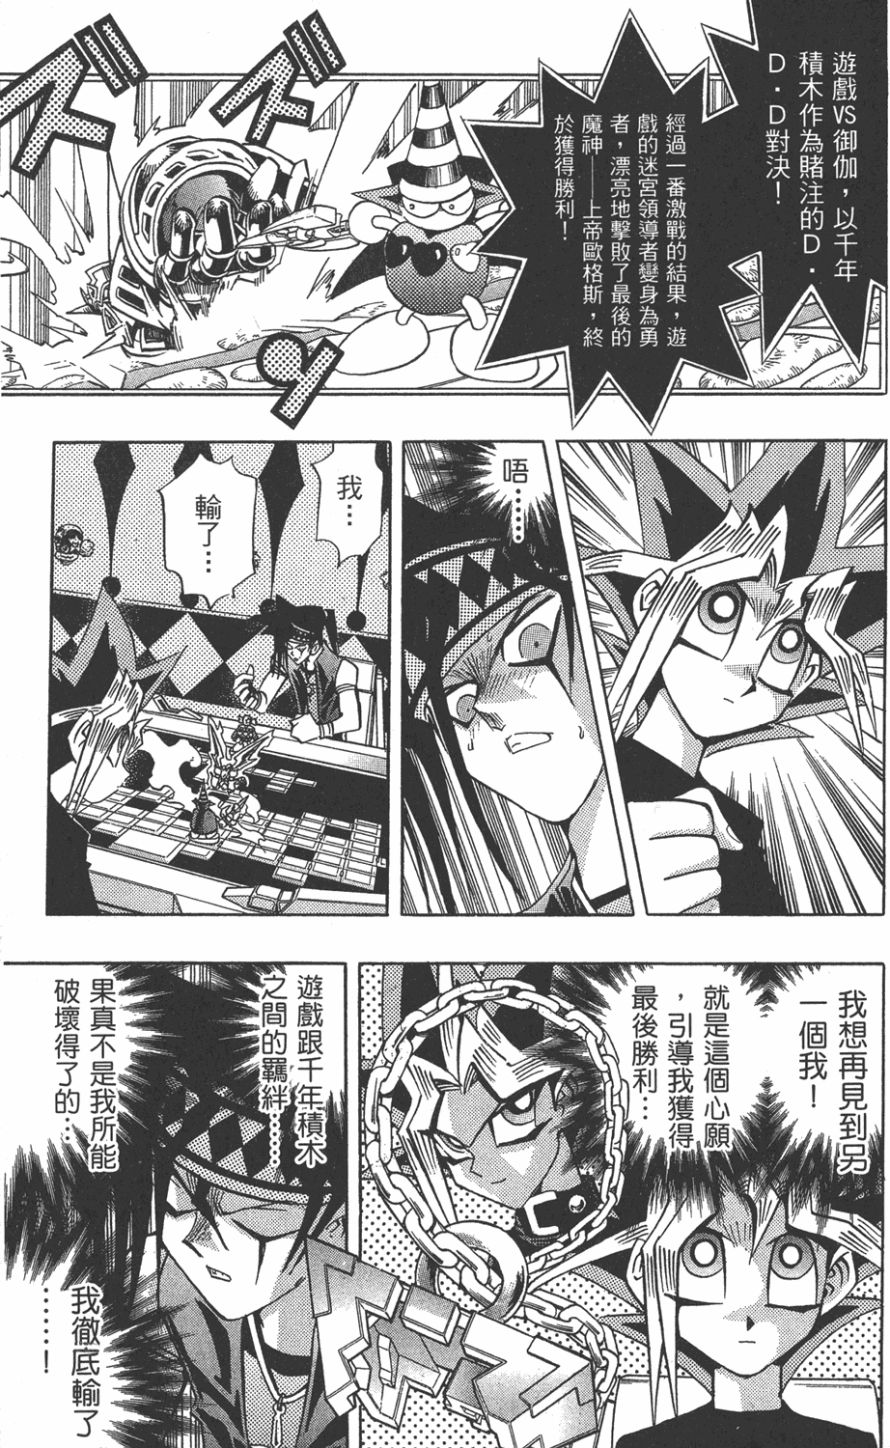 遊戲VS御伽，以千年
積木作為賭注的D．
D．D對決！
經過一番激戰的結果，遊
戲的迷宮領導者變身為勇
者，漂亮地擊敗了最後的
魔神——上帝歐格斯，終
於獲得勝利！
ズズッ
唔……
我…
輸了…
我想再見到另
一個我！
就是這個心願
，引導我獲得
最後勝利…
遊戲跟千年積木
之間的羈絆……
果真不是我所能
破壞得了的…
我徹底輸了
……！